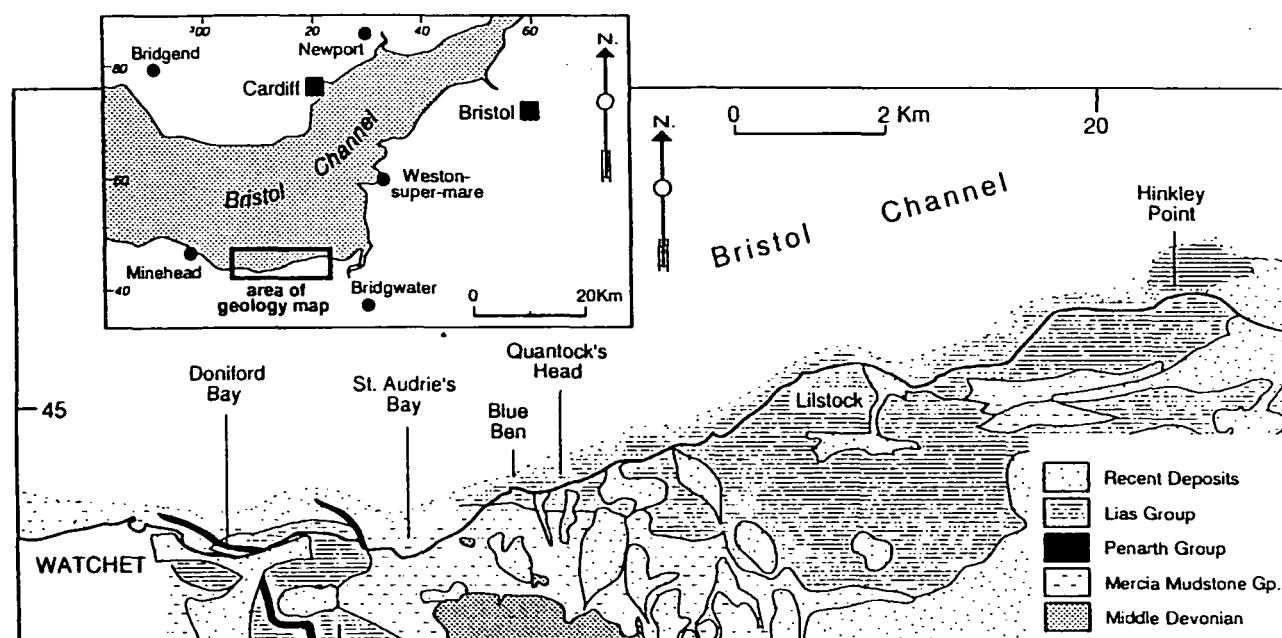 300
20
40
60
Newport
Bridgend
80
Cardiff
N.
Bristol
Bristol Channel
60
Weston-
super-mare
Minehead
area of
geology map
40
Bridgwater
0 20Km
0 2 Km
20
N.
Bristol Channel
Hinkley
Point
Quantock's
Head
Doniford
Bay
St. Audrie's
Bay
Blue
Ben
Lilstock
45
WATCHET
Recent Deposits
Lias Group
Penarth Group
Mercia Mudstone Gp.
Middle Devonian